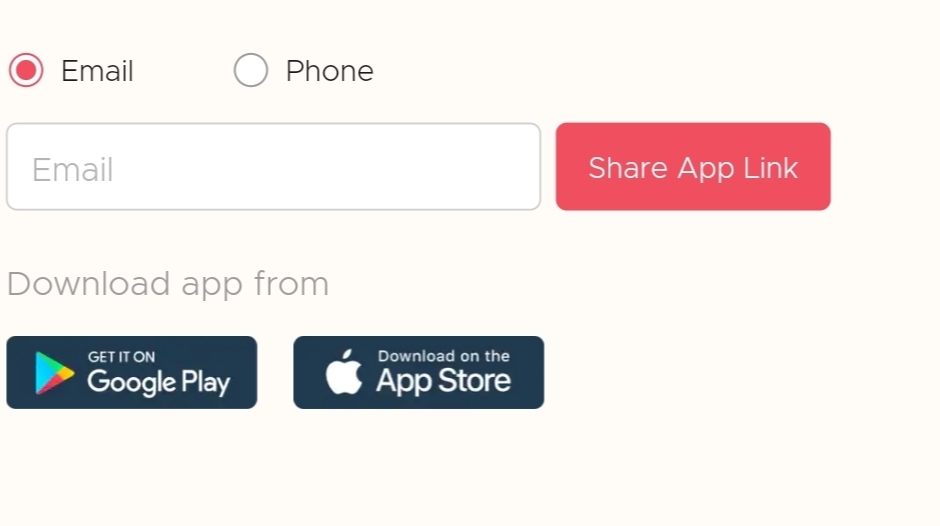 Email Phone
Email Share App Link
Download app from
GET IT ON Download on the
Google Play App Store